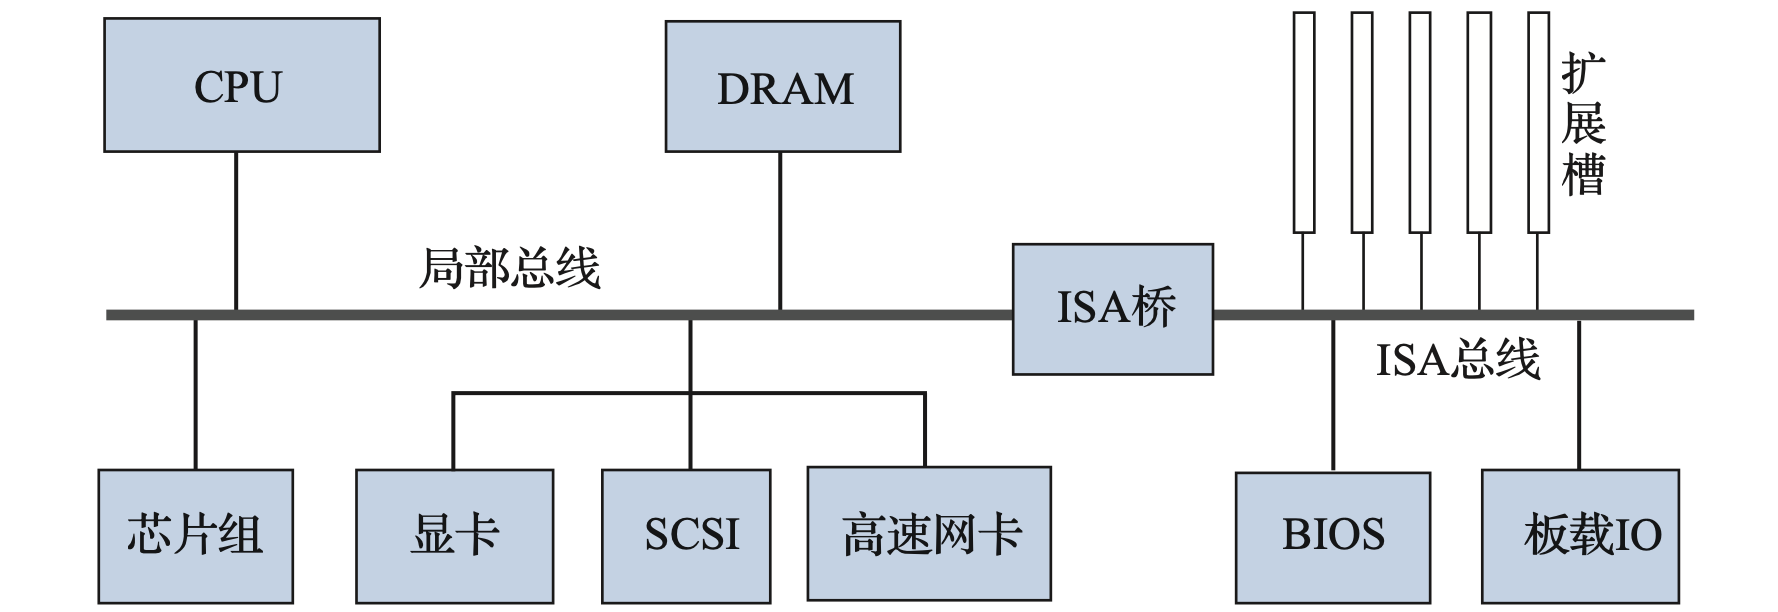 CPU
DRAM
扩展槽
局部总线
ISA桥
ISA总线
芯片组
显卡
SCSI
高速网卡
BIOS
板载IO